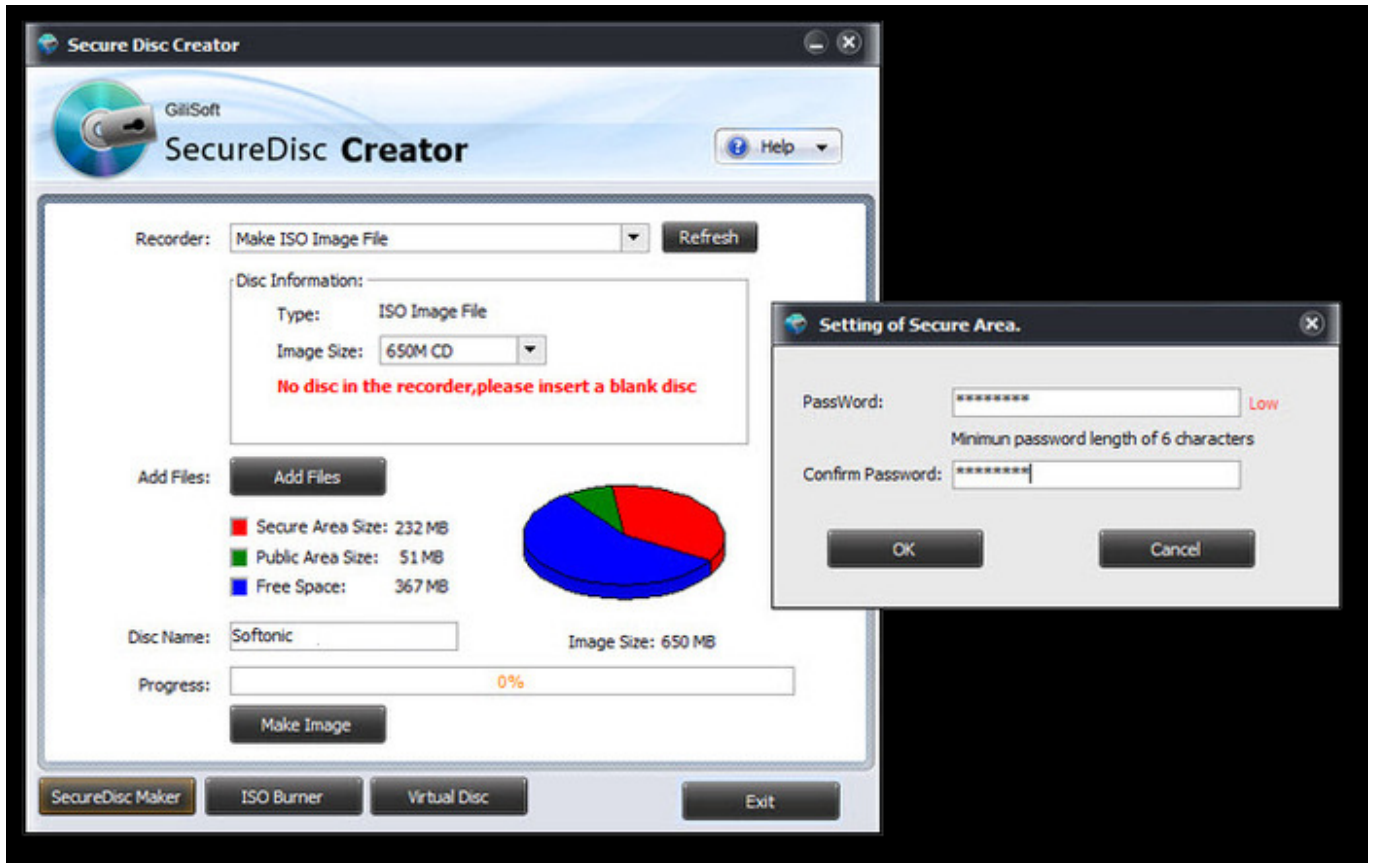 Secure Disc Creator
GiliSoft
SecureDisc Creator
Help
Recorder: Make ISO Image File Refresh
Disc Information:
Type: ISO Image File
Image Size: 650M CD
No disc in the recorder,please insert a blank disc
Add Files: Add Files
Secure Area Size: 232 MB
Public Area Size: 51 MB
Free Space: 367 MB
Disc Name: Softonic
Image Size: 650 MB
Progress: 0%
Make Image
SecureDisc Maker ISO Burner Virtual Disc Exit
Setting of Secure Area.
PassWord: ******** Low
Minimun password length of 6 characters
Confirm Password: ********
OK Cancel